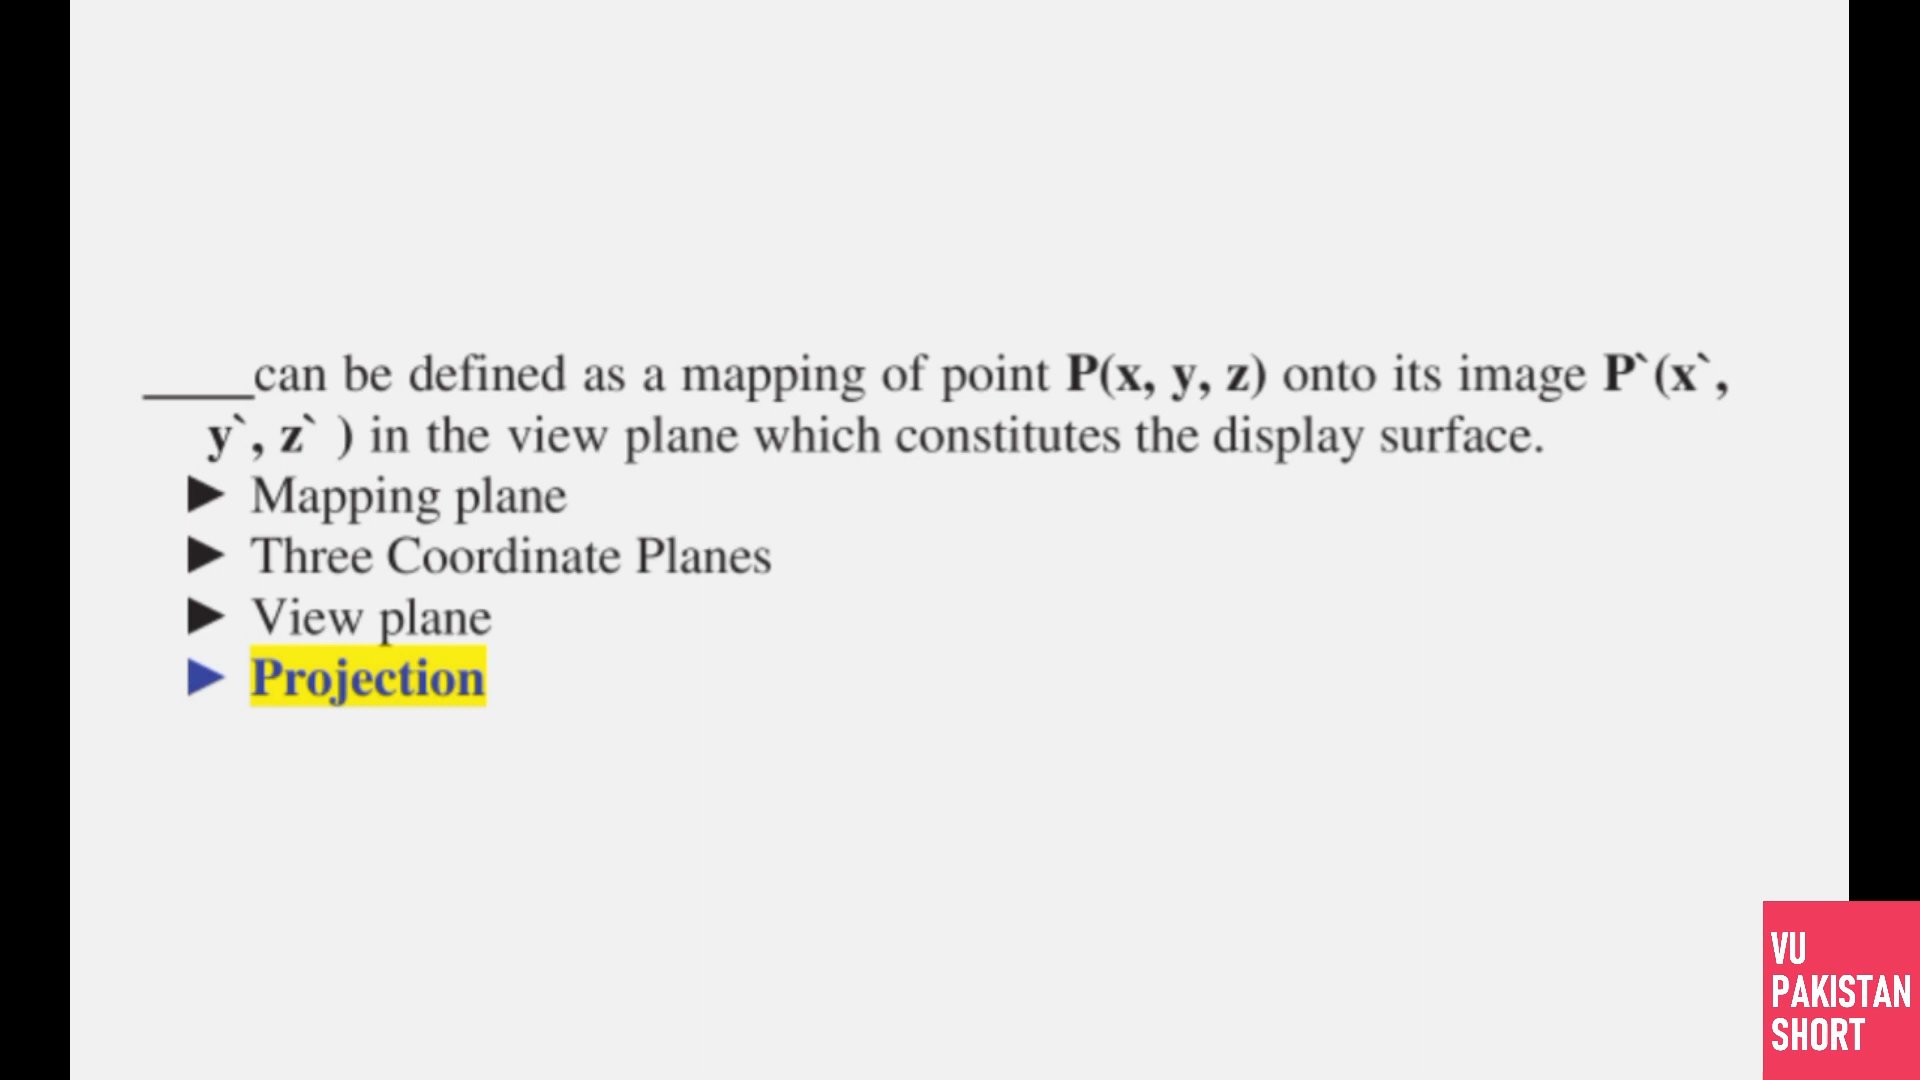 ____can be defined as a mapping of point P(x, y, z) onto its image P`(x`,
y`, z` ) in the view plane which constitutes the display surface.
► Mapping plane
► Three Coordinate Planes
► View plane
► Projection
VU
PAKISTAN
SHORT